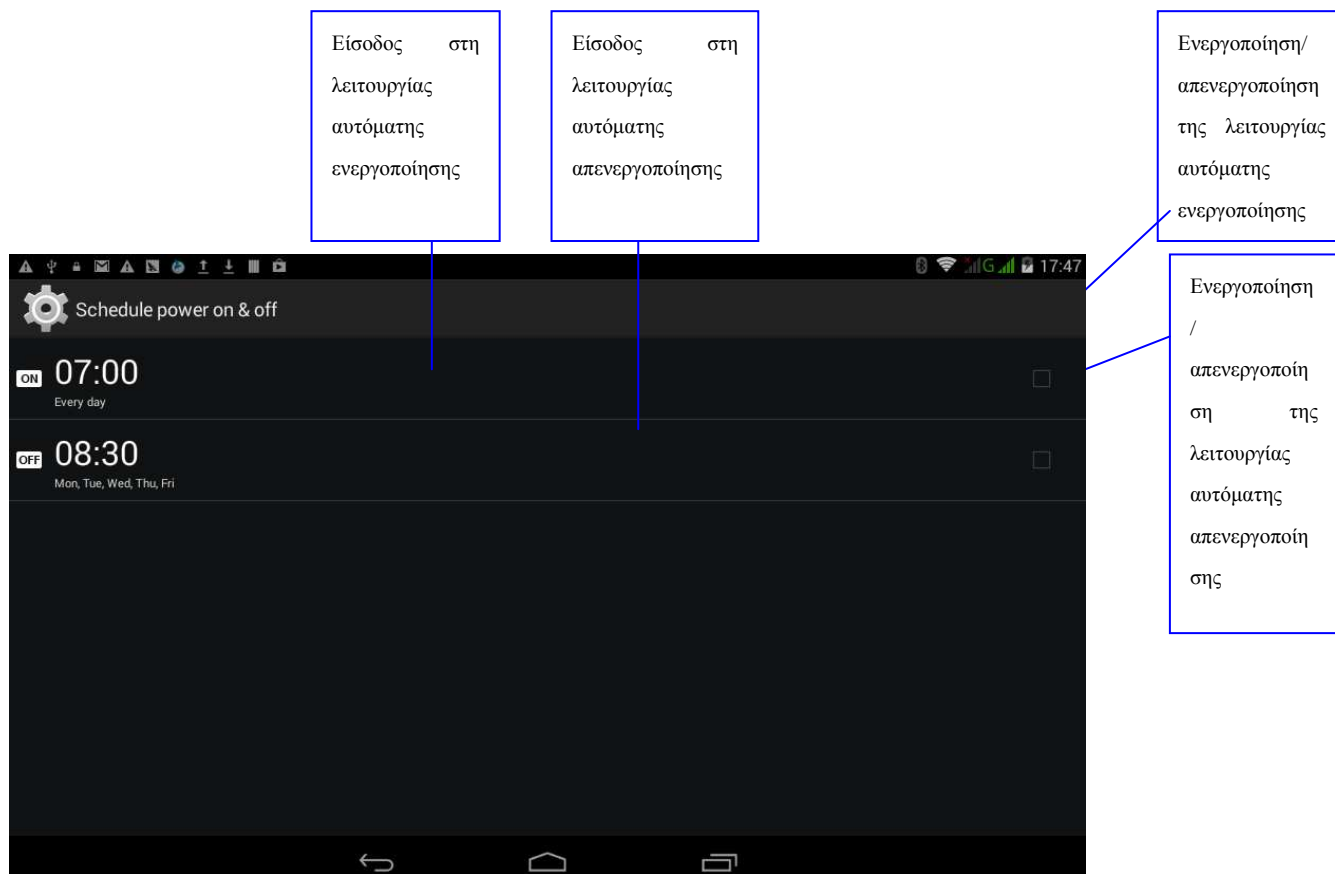 Είσοδος στη
λειτουργίας
αυτόματης
ενεργοποίησης
Είσοδος στη
λειτουργίας
αυτόματης
απενεργοποίησης
Ενεργοποίηση/
απενεργοποίηση
της λειτουργίας
αυτόματης
ενεργοποίησης
Ενεργοποίηση
/
απενεργοποίη
ση της
λειτουργίας
αυτόματης
απενεργοποίη
σης
G 17:47
Schedule power on & off
ON 07:00
Every day
OFF 08:30
Mon, Tue, Wed, Thu, Fri